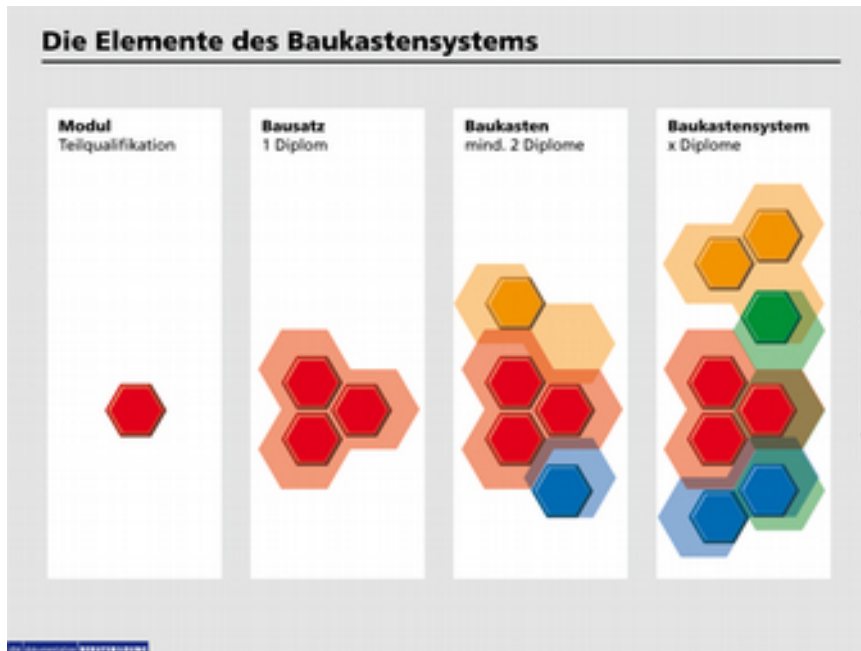 Die Elemente des Baukastensystems
Modul
Teilqualifikation
Bausatz
1 Diplom
Baukasten
mind. 2 Diplome
Baukastensystem
x Diplome